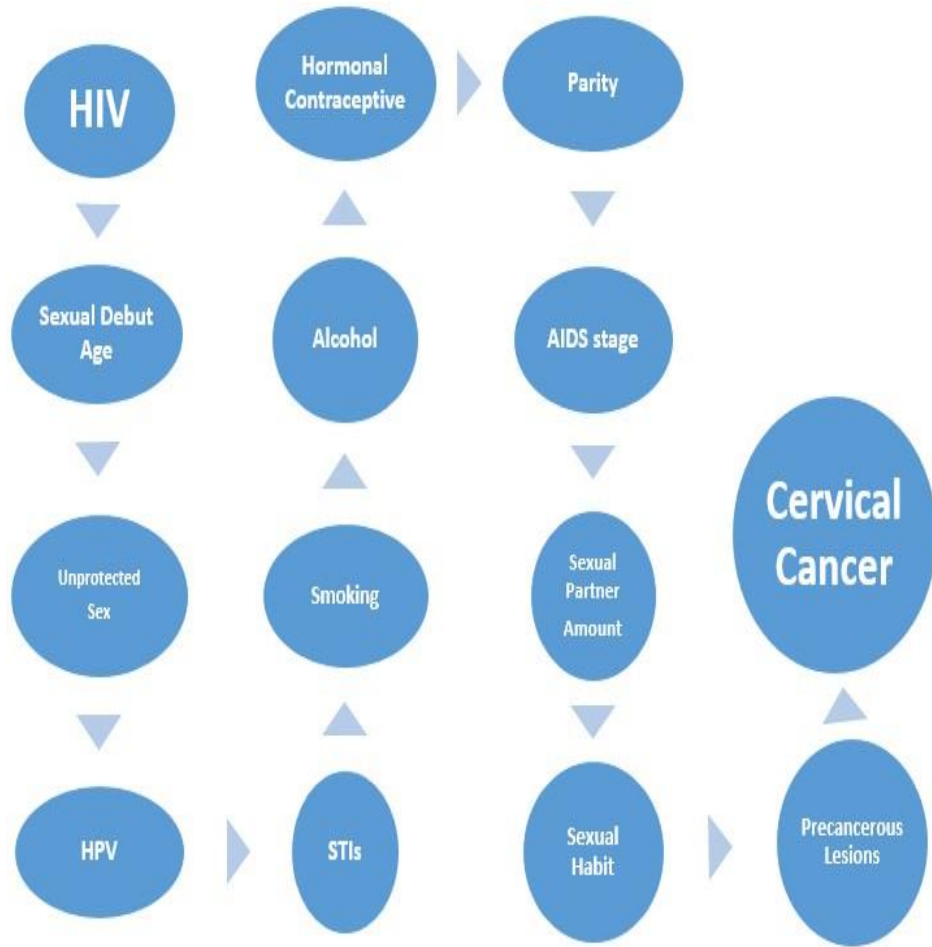 HIV
Sexual Debut
Age
Unprotected
Sex
HPV
STIs
Smoking
Alcohol
Hormonal
Contraceptive
Parity
AIDS stage
Sexual
Partner
Amount
Sexual
Habit
Precancerous
Lesions
Cervical
Cancer